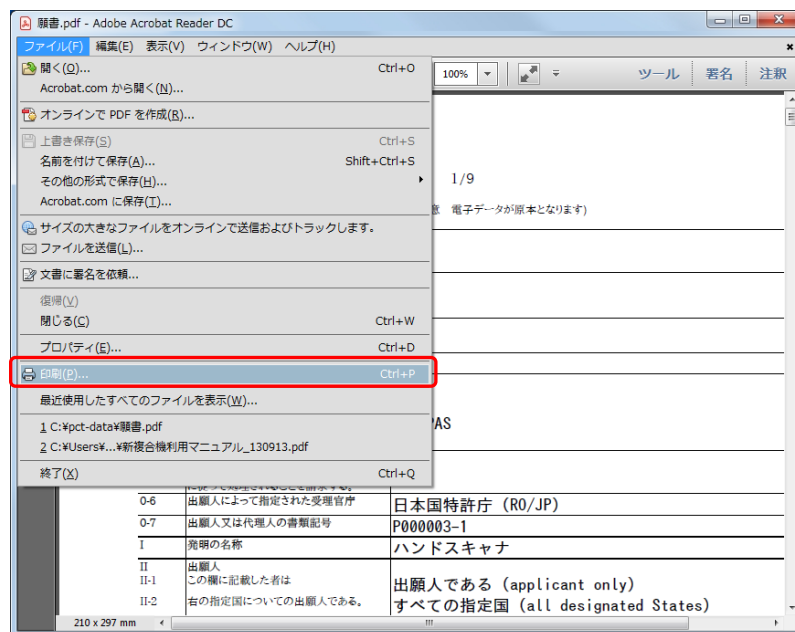 願書.pdf - Adobe Acrobat Reader DC
ファイル(F) 編集(E) 表示(V) ウィンドウ(W) ヘルプ(H)
開く(O)... Ctrl+O
Acrobat.com から開く(N)...
オンラインで PDF を作成(R)...
上書き保存(S) Ctrl+S
名前を付けて保存(A)... Shift+Ctrl+S
その他の形式で保存(H)...
Acrobat.com に保存(T)...
サイズの大きなファイルをオンラインで送信およびトラックします。
ファイルを送信(L)...
文書に署名を依頼...
復帰(V)
閉じる(C) Ctrl+W
プロパティ(E)... Ctrl+D
印刷(P)... Ctrl+P
最近使用したすべてのファイルを表示(W)...
1 C:¥pct-data¥願書.pdf
2 C:¥Users¥...¥新複合機利用マニュアル_130913.pdf
終了(X) Ctrl+Q
100% ツール 署名 注釈
1/9
電子データが原本となります)
PAS
0-6 出願人によって指定された受理官庁 日本国特許庁 (RO/JP)
0-7 出願人又は代理人の書類記号 P000003-1
I 発明の名称 ハンドスキャナ
II 出願人
II-1 この欄に記載した者は 出願人である (applicant only)
II-2 右の指定国についての出願人である。 すべての指定国 (all designated States)
210 x 297 mm